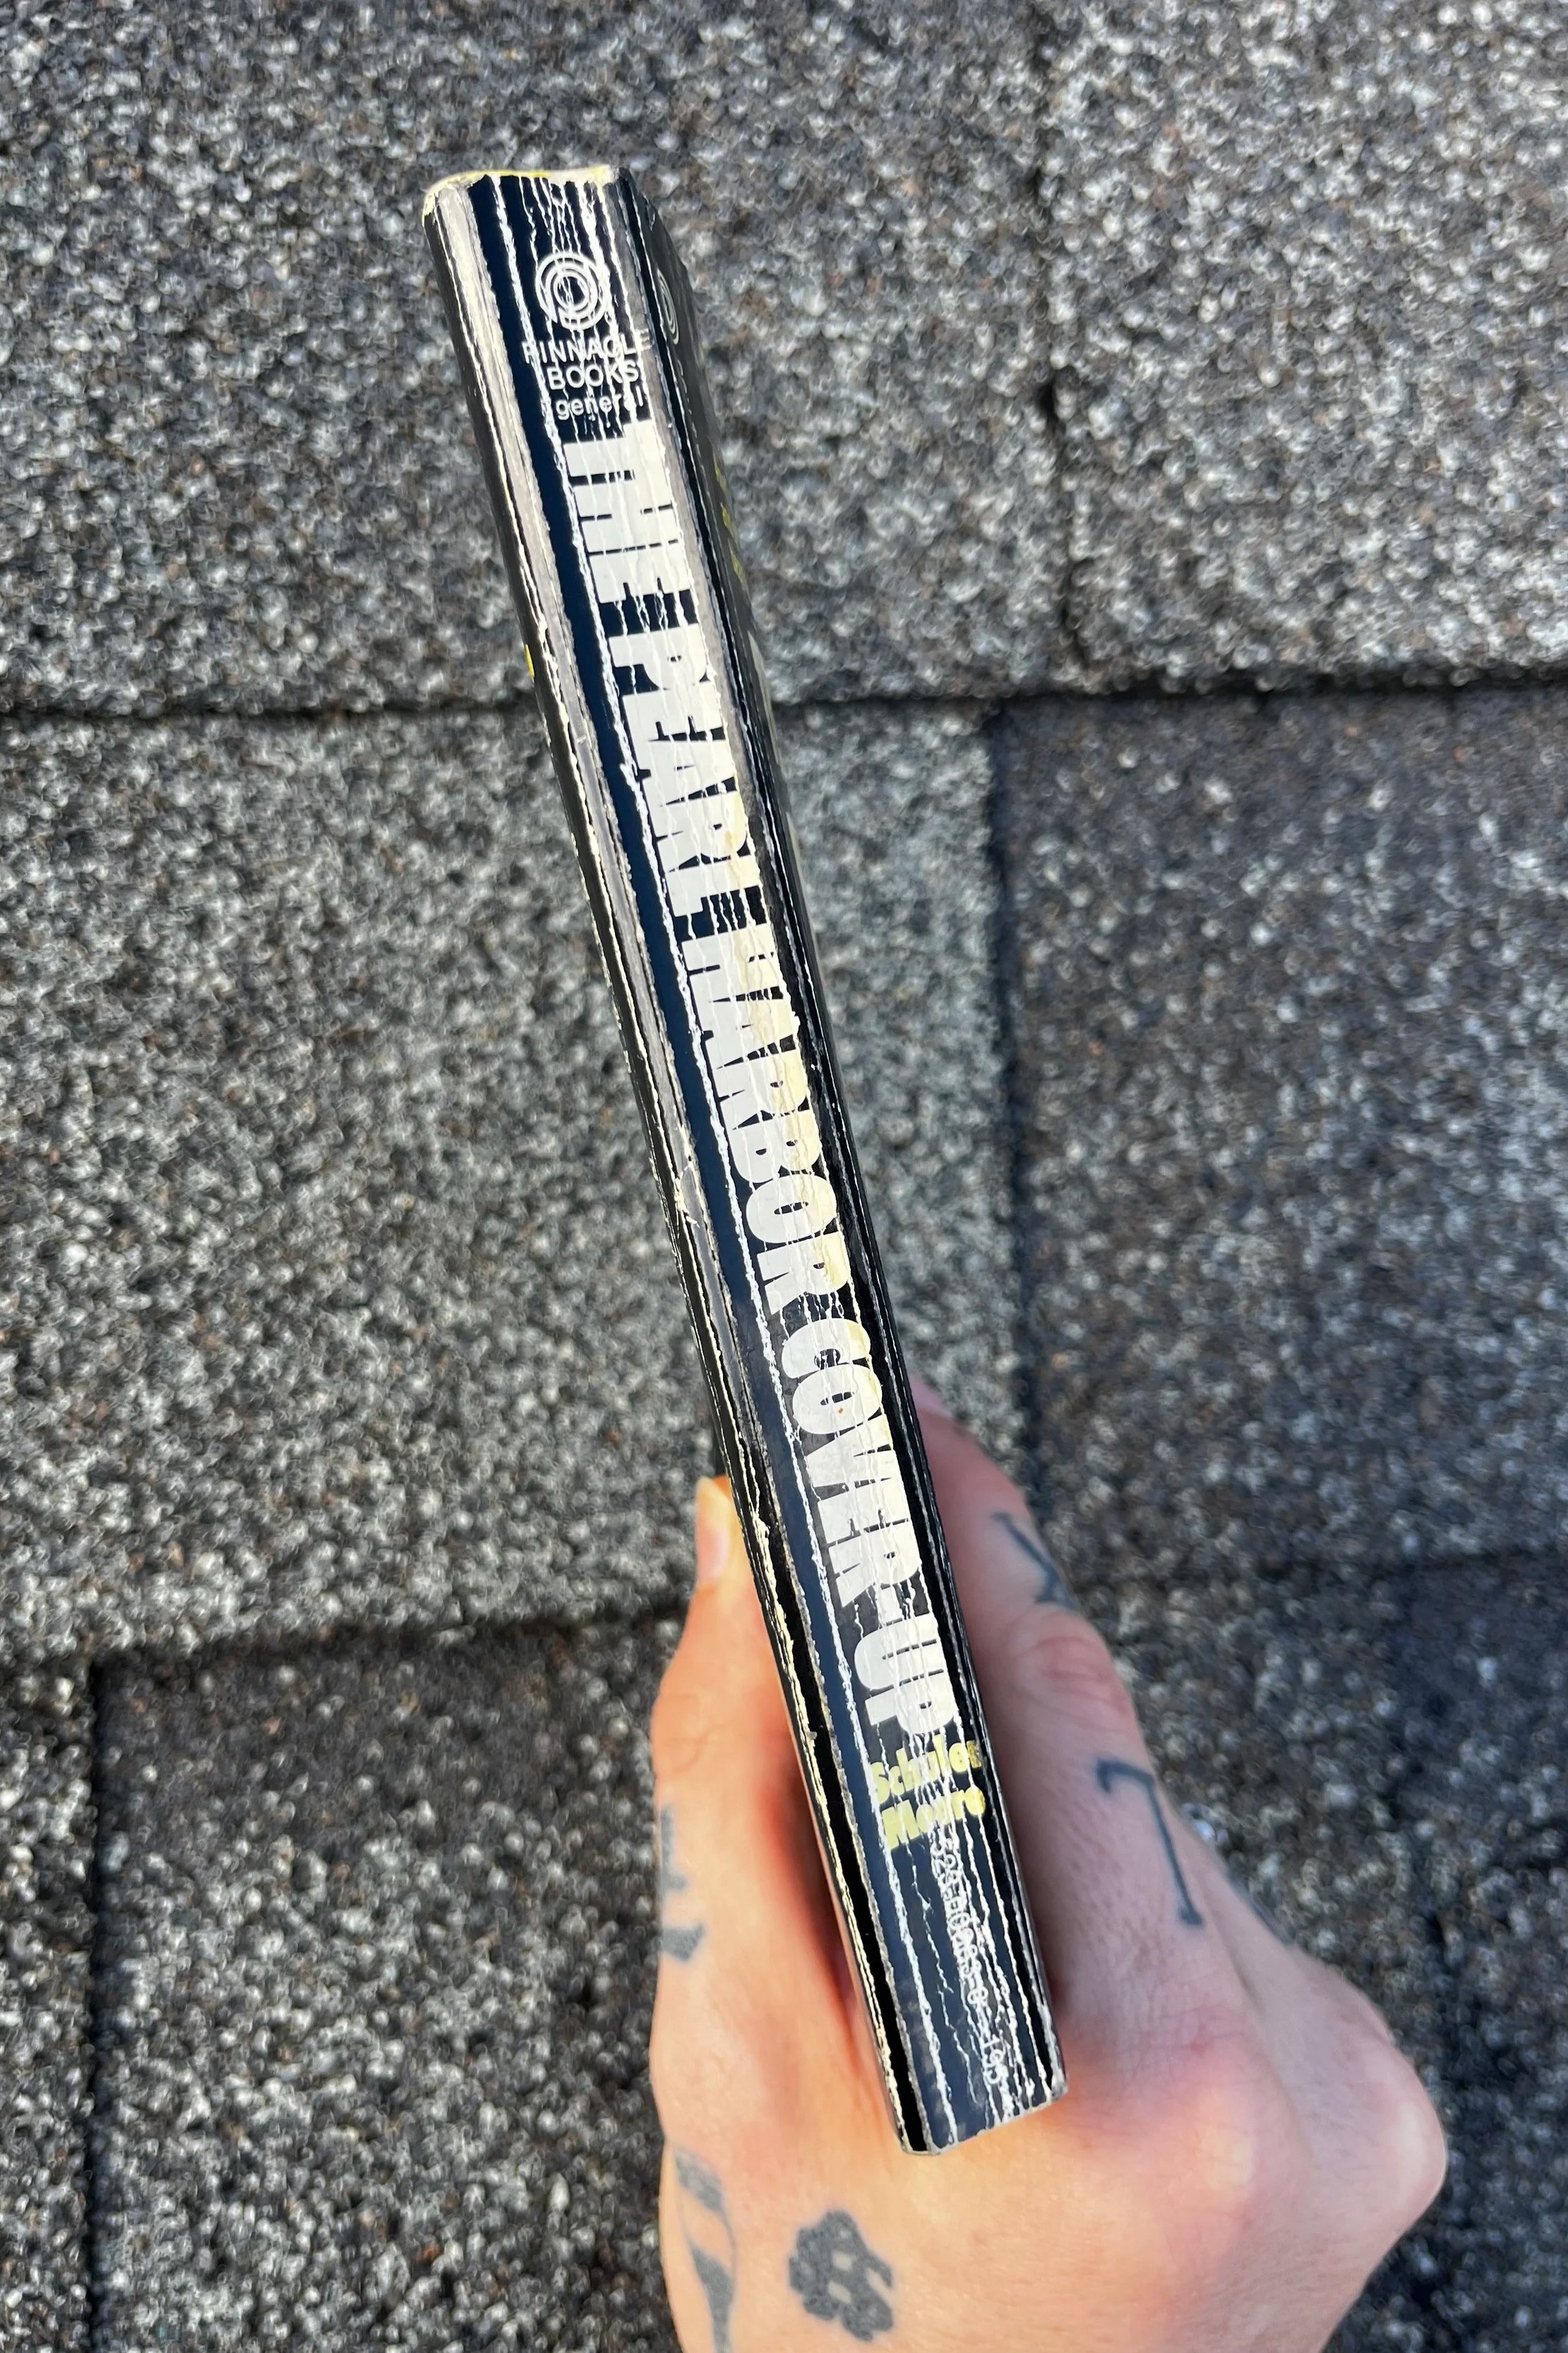 PINNACLE
BOOKS
general
THE PEARL HARBOR COVER-UP
Schuler
Moore